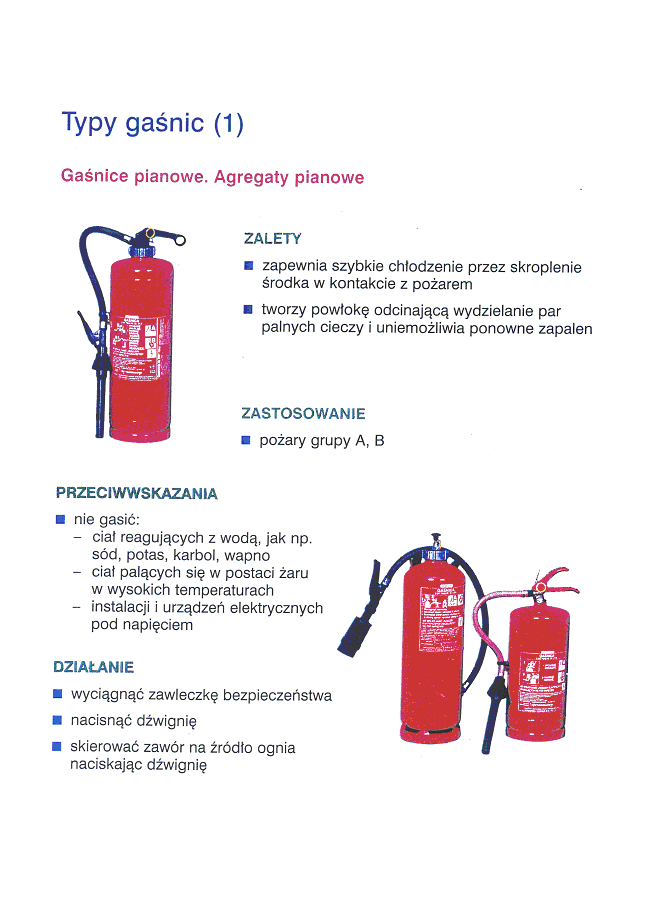 Typy gaśnic (1)
Gaśnice pianowe. Agregaty pianowe
ZALETY
■ zapewnia szybkie chłodzenie przez skroplenie
środka w kontakcie z pożarem
■ tworzy powłokę odcinającą wydzielanie par
palnych cieczy i uniemożliwia ponowne zapalen
ZASTOSOWANIE
■ pożary grupy A, B
PRZECIWWSKAZANIA
■ nie gasić:
– ciał reagujących z wodą, jak np.
sód, potas, karbol, wapno
– ciał palących się w postaci żaru
w wysokich temperaturach
– instalacji i urządzeń elektrycznych
pod napięciem
DZIAŁANIE
■ wyciągnąć zawleczkę bezpieczeństwa
■ nacisnąć dźwignię
■ skierować zawór na źródło ognia
naciskając dźwignię